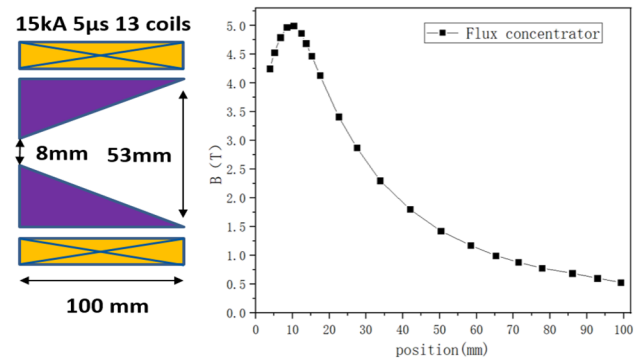 15kA 5μs 13 coils
8mm
53mm
100 mm
Flux concentrator
B (T)
5.0
4.5
4.0
3.5
3.0
2.5
2.0
1.5
1.0
0.5
0.0
0 10 20 30 40 50 60 70 80 90 100
position(mm)